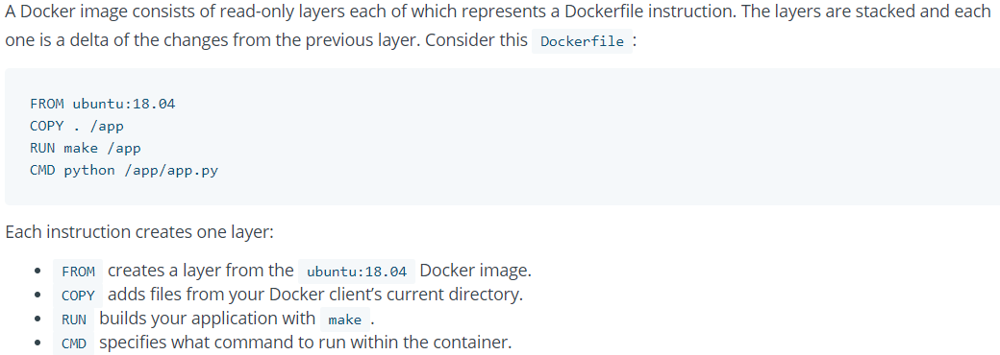 A Docker image consists of read-only layers each of which represents a Dockerfile instruction. The layers are stacked and each
one is a delta of the changes from the previous layer. Consider this Dockerfile :
FROM ubuntu:18.04
COPY . /app
RUN make /app
CMD python /app/app.py
Each instruction creates one layer:
• FROM creates a layer from the ubuntu:18.04 Docker image.
• COPY adds files from your Docker client’s current directory.
• RUN builds your application with make .
• CMD specifies what command to run within the container.